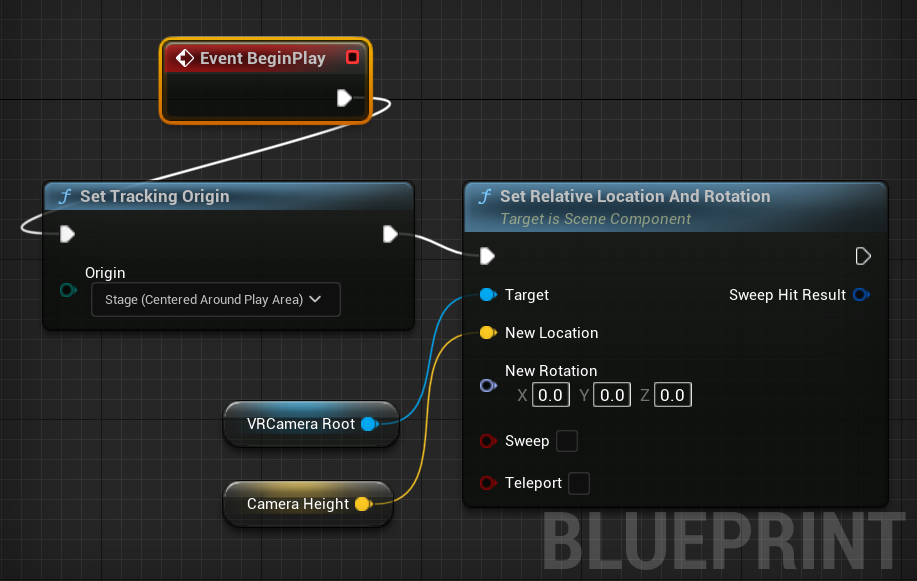 Event BeginPlay
Set Tracking Origin
Origin
Stage (Centered Around Play Area)
Set Relative Location And Rotation
Target is Scene Component
Target
Sweep Hit Result
New Location
New Rotation
X 0.0 Y 0.0 Z 0.0
Sweep
Teleport
VRCamera Root
Camera Height
BLUEPRINT